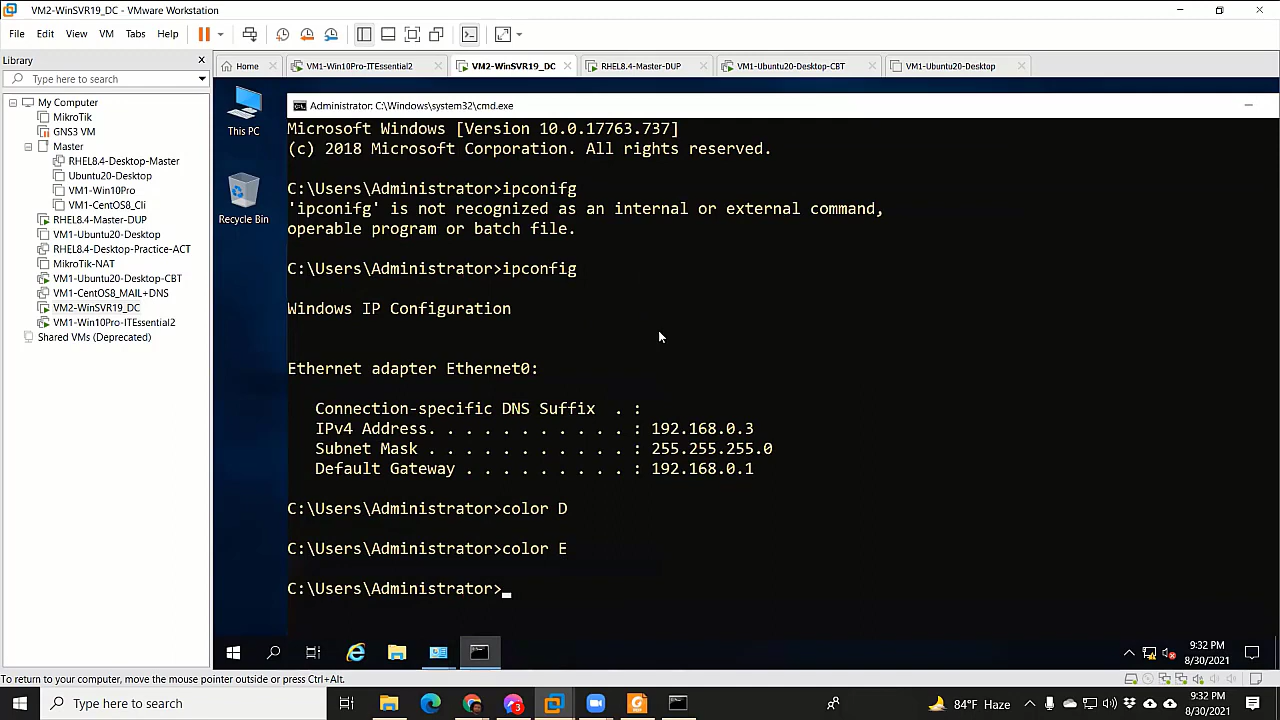 VM2-WinSVR19_DC - VMware Workstation
File Edit View VM Tabs Help
Library
Type here to search
My Computer
MikroTik
GNS3 VM
Master
RHEL8.4-Desktop-Master
Ubuntu20-Desktop
VM1-Win10Pro
VM1-CentOS8_Cli
RHEL8.4-Master-DUP
VM1-Ubuntu20-Desktop
RHEL8.4-Desktop-Practice-ACT
MikroTik-NAT
VM1-Ubuntu20-Desktop-CBT
VM1-CentOS8_MAIL+DNS
VM2-WinSVR19_DC
VM1-Win10Pro-ITEssential2
Shared VMs (Deprecated)
Home VM1-Win10Pro-ITEssential2 VM2-WinSVR19_DC RHEL8.4-Master-DUP VM1-Ubuntu20-Desktop-CBT VM1-Ubuntu20-Desktop
This PC
Recycle Bin
Administrator: C:\Windows\system32\cmd.exe
Microsoft Windows [Version 10.0.17763.737]
(c) 2018 Microsoft Corporation. All rights reserved.
C:\Users\Administrator>ipconifg
'ipconifg' is not recognized as an internal or external command,
operable program or batch file.
C:\Users\Administrator>ipconfig
Windows IP Configuration
Ethernet adapter Ethernet0:
Connection-specific DNS Suffix . :
IPv4 Address. . . . . . . . . . . : 192.168.0.3
Subnet Mask . . . . . . . . . . . : 255.255.255.0
Default Gateway . . . . . . . . . : 192.168.0.1
C:\Users\Administrator>color D
C:\Users\Administrator>color E
C:\Users\Administrator>
9:32 PM
8/30/2021
To return to your computer, move the mouse pointer outside or press Ctrl+Alt.
Type here to search
3
84°F Haze
9:32 PM
8/30/2021